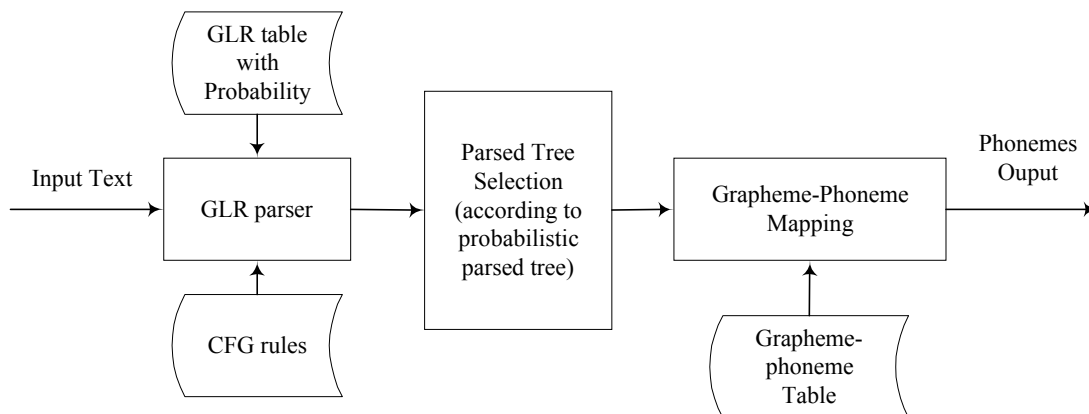 GLR table
with
Probability
Input Text
GLR parser
CFG rules
Parsed Tree
Selection
(according to
probabilistic
parsed tree)
Grapheme-Phoneme
Mapping
Grapheme-
phoneme
Table
Phonemes
Ouput